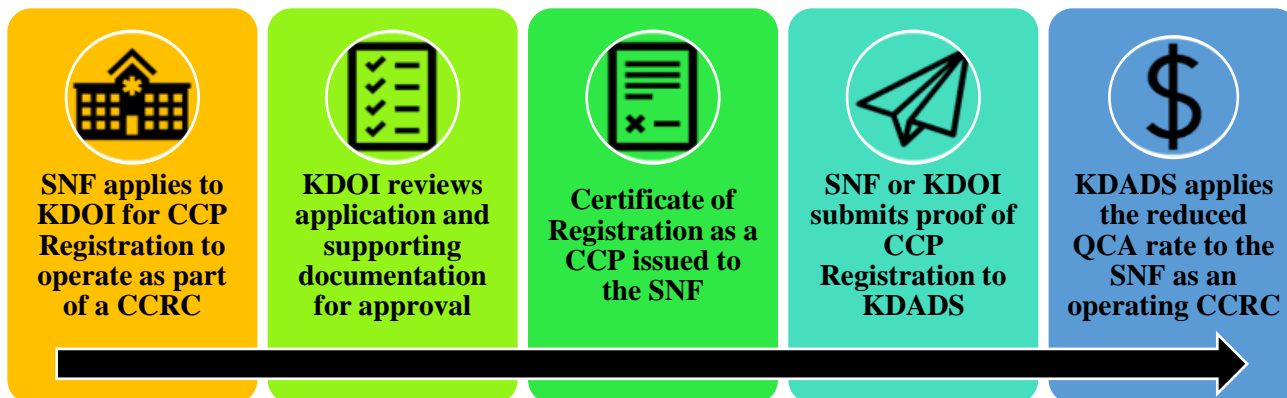 SNF applies to
KDOI for CCP
Registration to
operate as part
of a CCRC
KDOI reviews
application and
supporting
documentation
for approval
Certificate of
Registration as a
CCP issued to
the SNF
SNF or KDOI
submits proof of
CCP
Registration to
KDADS
KDADS applies
the reduced
QCA rate to the
SNF as an
operating CCRC